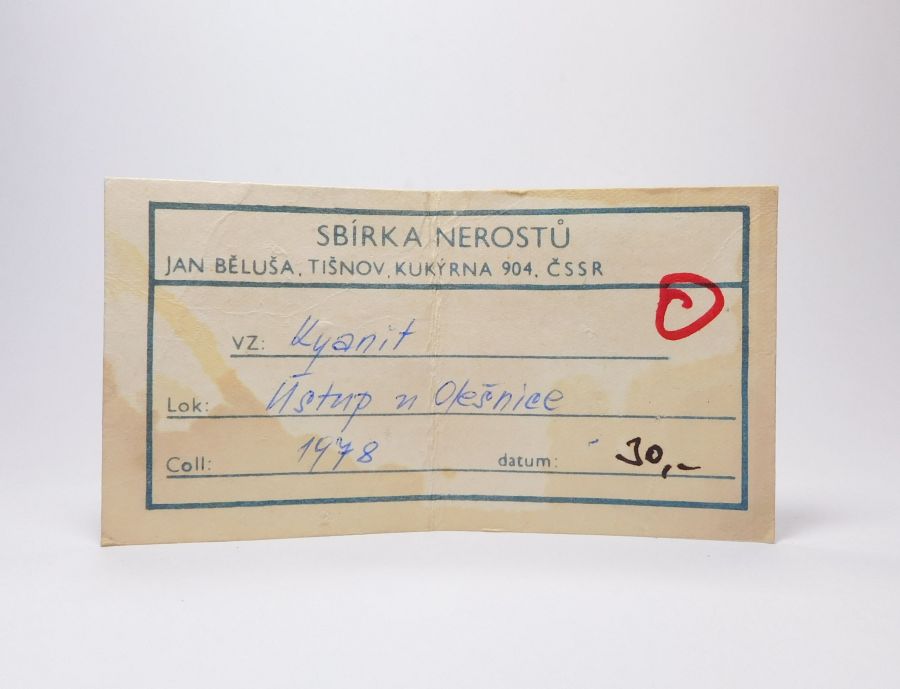 SBÍRKA NEROSTŮ
JAN BĚLUŠA, TIŠNOV, KUKÝRNA 904, ČSSR
VZ: Kyanit
Lok: Ústup u Olešnice
Coll: 1978 datum: 30,-